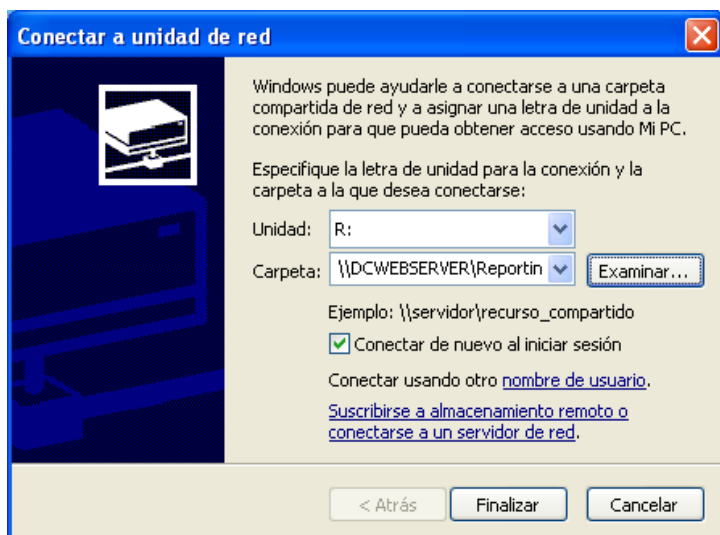 Conectar a unidad de red
Windows puede ayudarle a conectarse a una carpeta
compartida de red y a asignar una letra de unidad a la
conexión para que pueda obtener acceso usando Mi PC.
Especifique la letra de unidad para la conexión y la
carpeta a la que desea conectarse:
Unidad: R:
Carpeta: \\DCWEBSERVER\Reportin Examinar...
Ejemplo: \\servidor\recurso_compartido
Conectar de nuevo al iniciar sesión
Conectar usando otro nombre de usuario.
Suscribirse a almacenamiento remoto o
conectarse a un servidor de red.
< Atrás Finalizar Cancelar